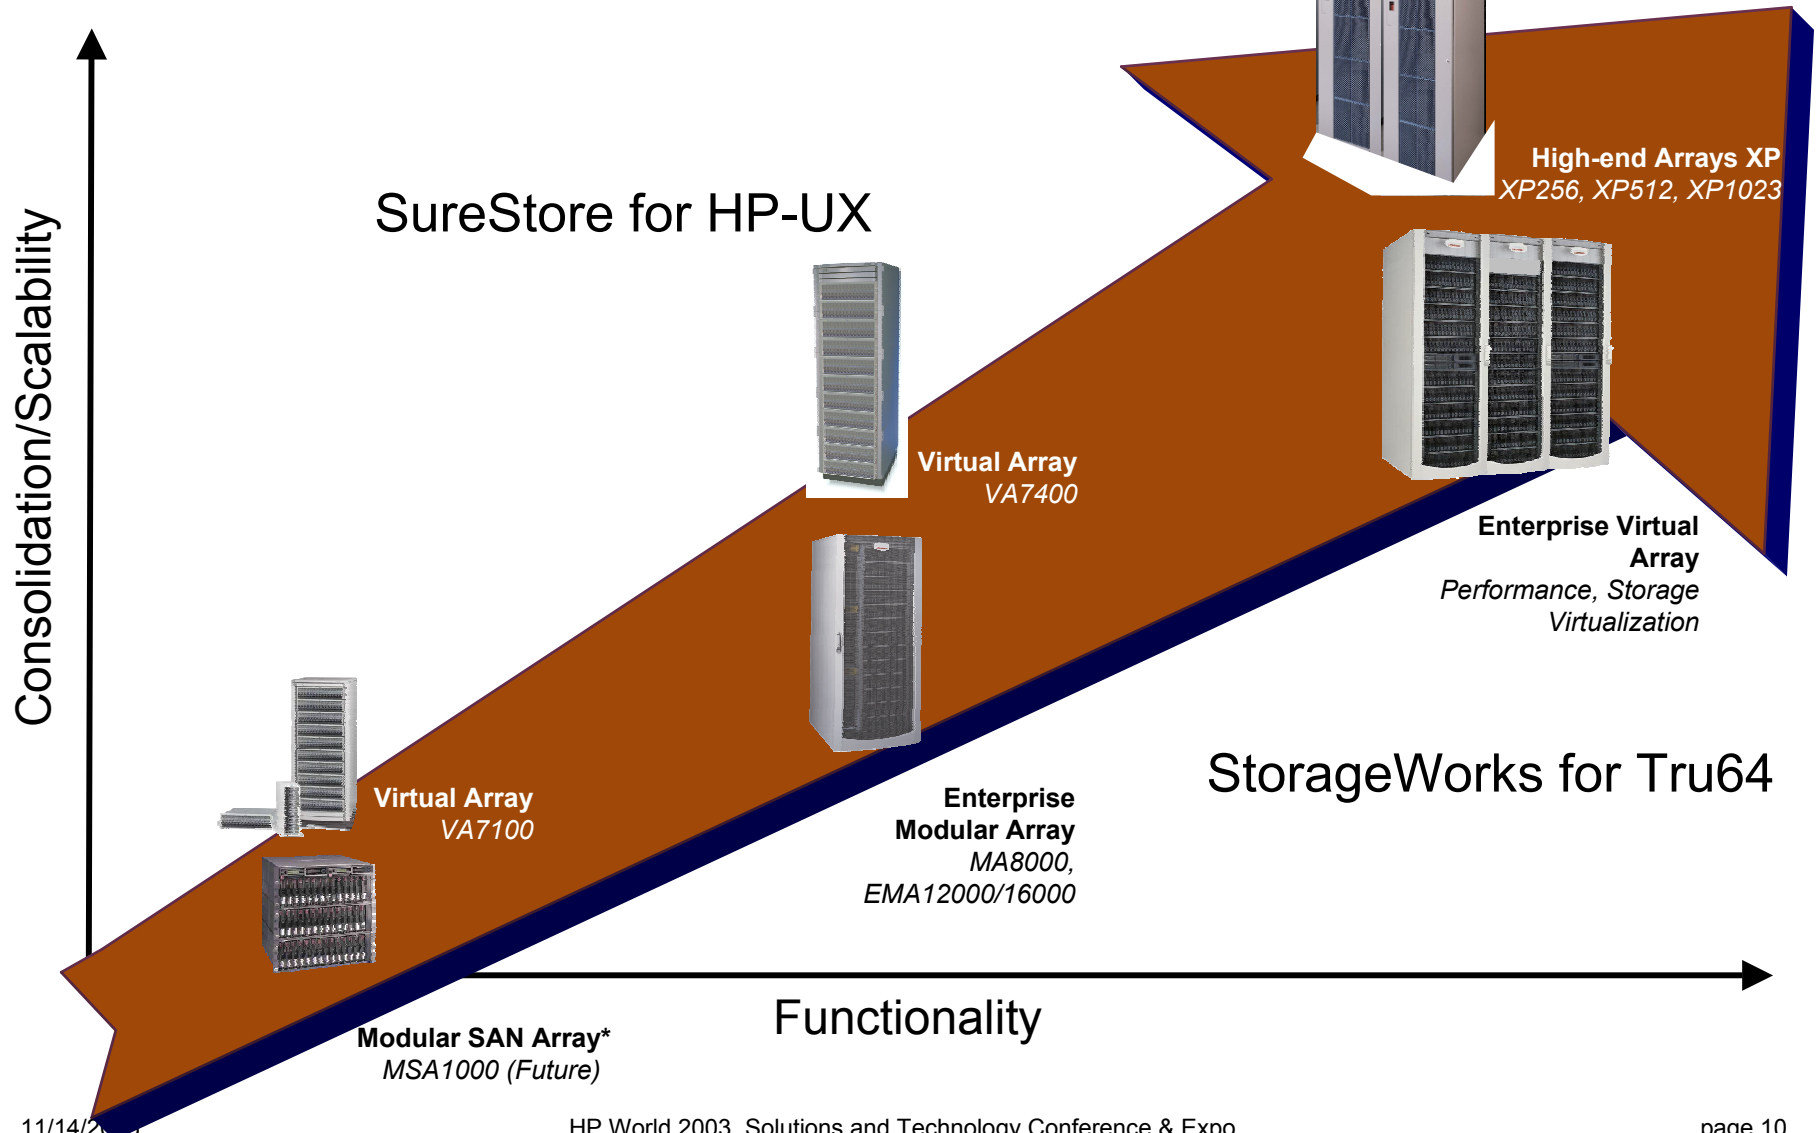 Consolidation/Scalability
SureStore for HP-UX
High-end Arrays XP
XP256, XP512, XP1023
Virtual Array
VA7400
Enterprise Virtual
Array
Performance, Storage
Virtualization
StorageWorks for Tru64
Virtual Array
VA7100
Enterprise
Modular Array
MA8000,
EMA12000/16000
Functionality
Modular SAN Array*
MSA1000 (Future)
HP World 2003 Solutions and Technology Conference & Expo
page 10